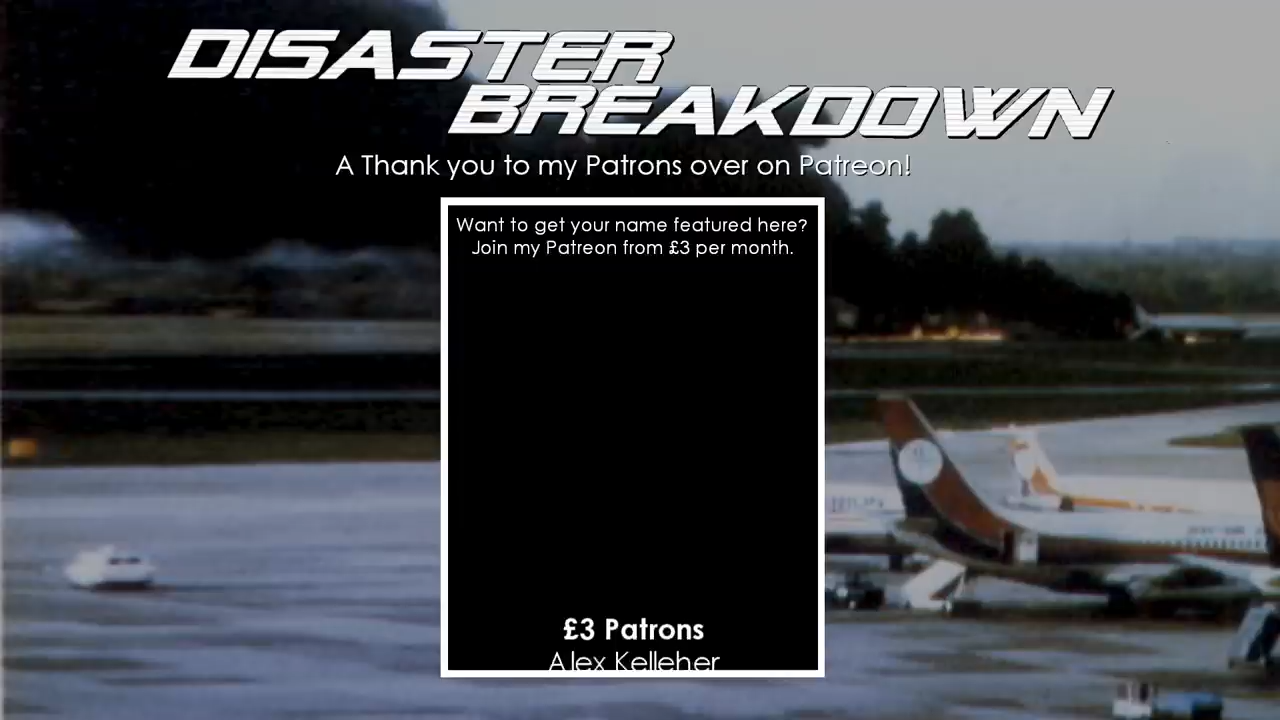 DISASTER
BREAKDOWN
A Thank you to my Patrons over on Patreon!
Want to get your name featured here?
Join my Patreon from £3 per month.
£3 Patrons
Alex Kelleher